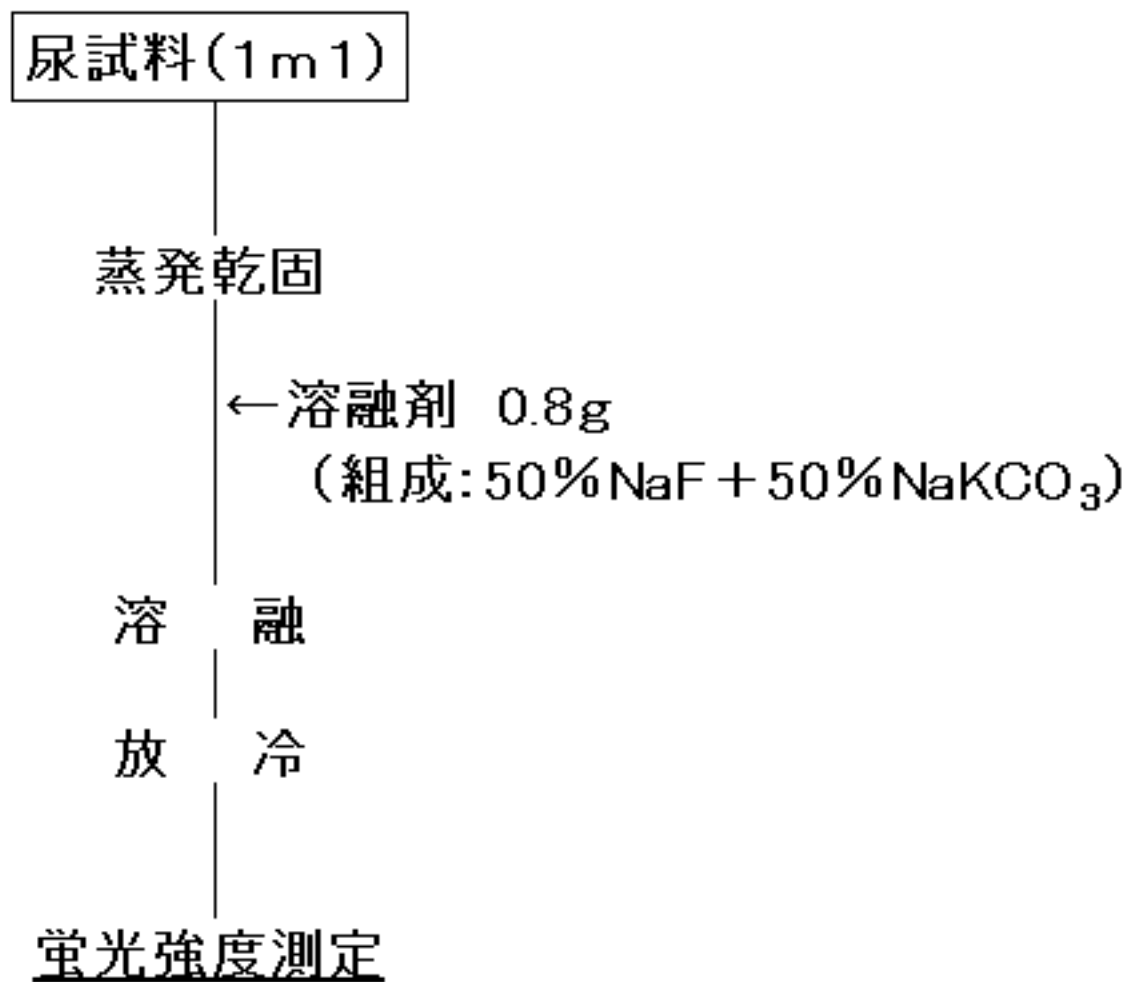 尿試料(1m1)
蒸発乾固
←溶融剤 0.8g
(組成:50%NaF+50%NaKCO₃)
溶 融
放 冷
蛍光強度測定